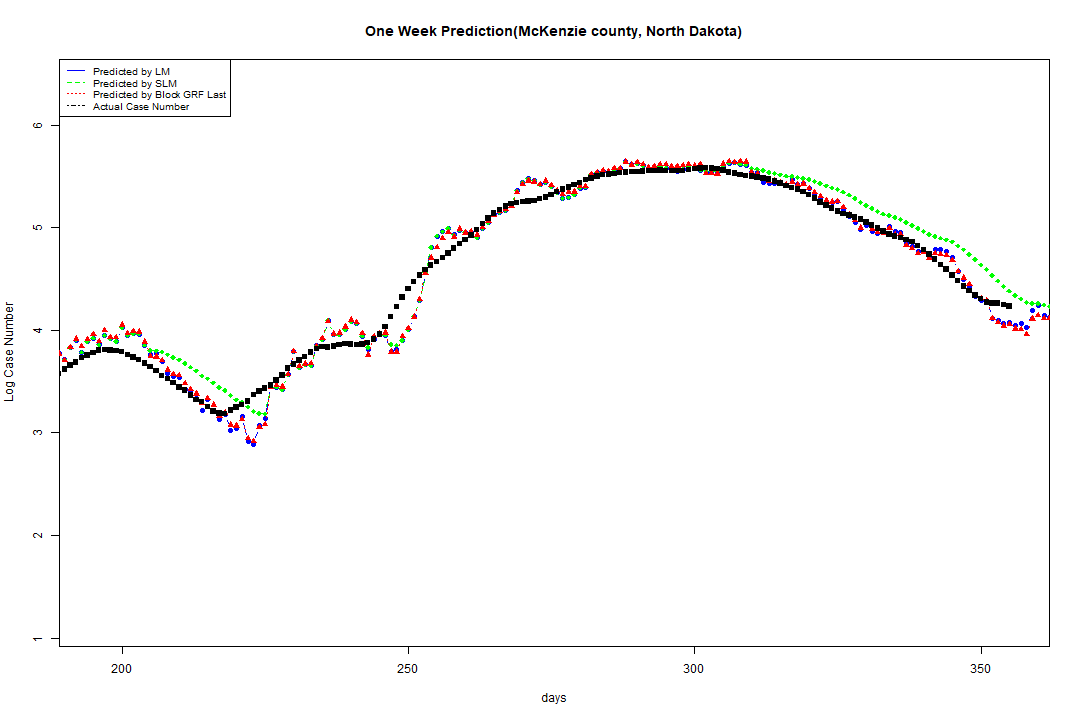 One Week Prediction(McKenzie county, North Dakota)
Predicted by LM
Predicted by SLM
Predicted by Block GRF Last
Actual Case Number
6
5
4
3
2
1
Log Case Number
200
250
300
350
days